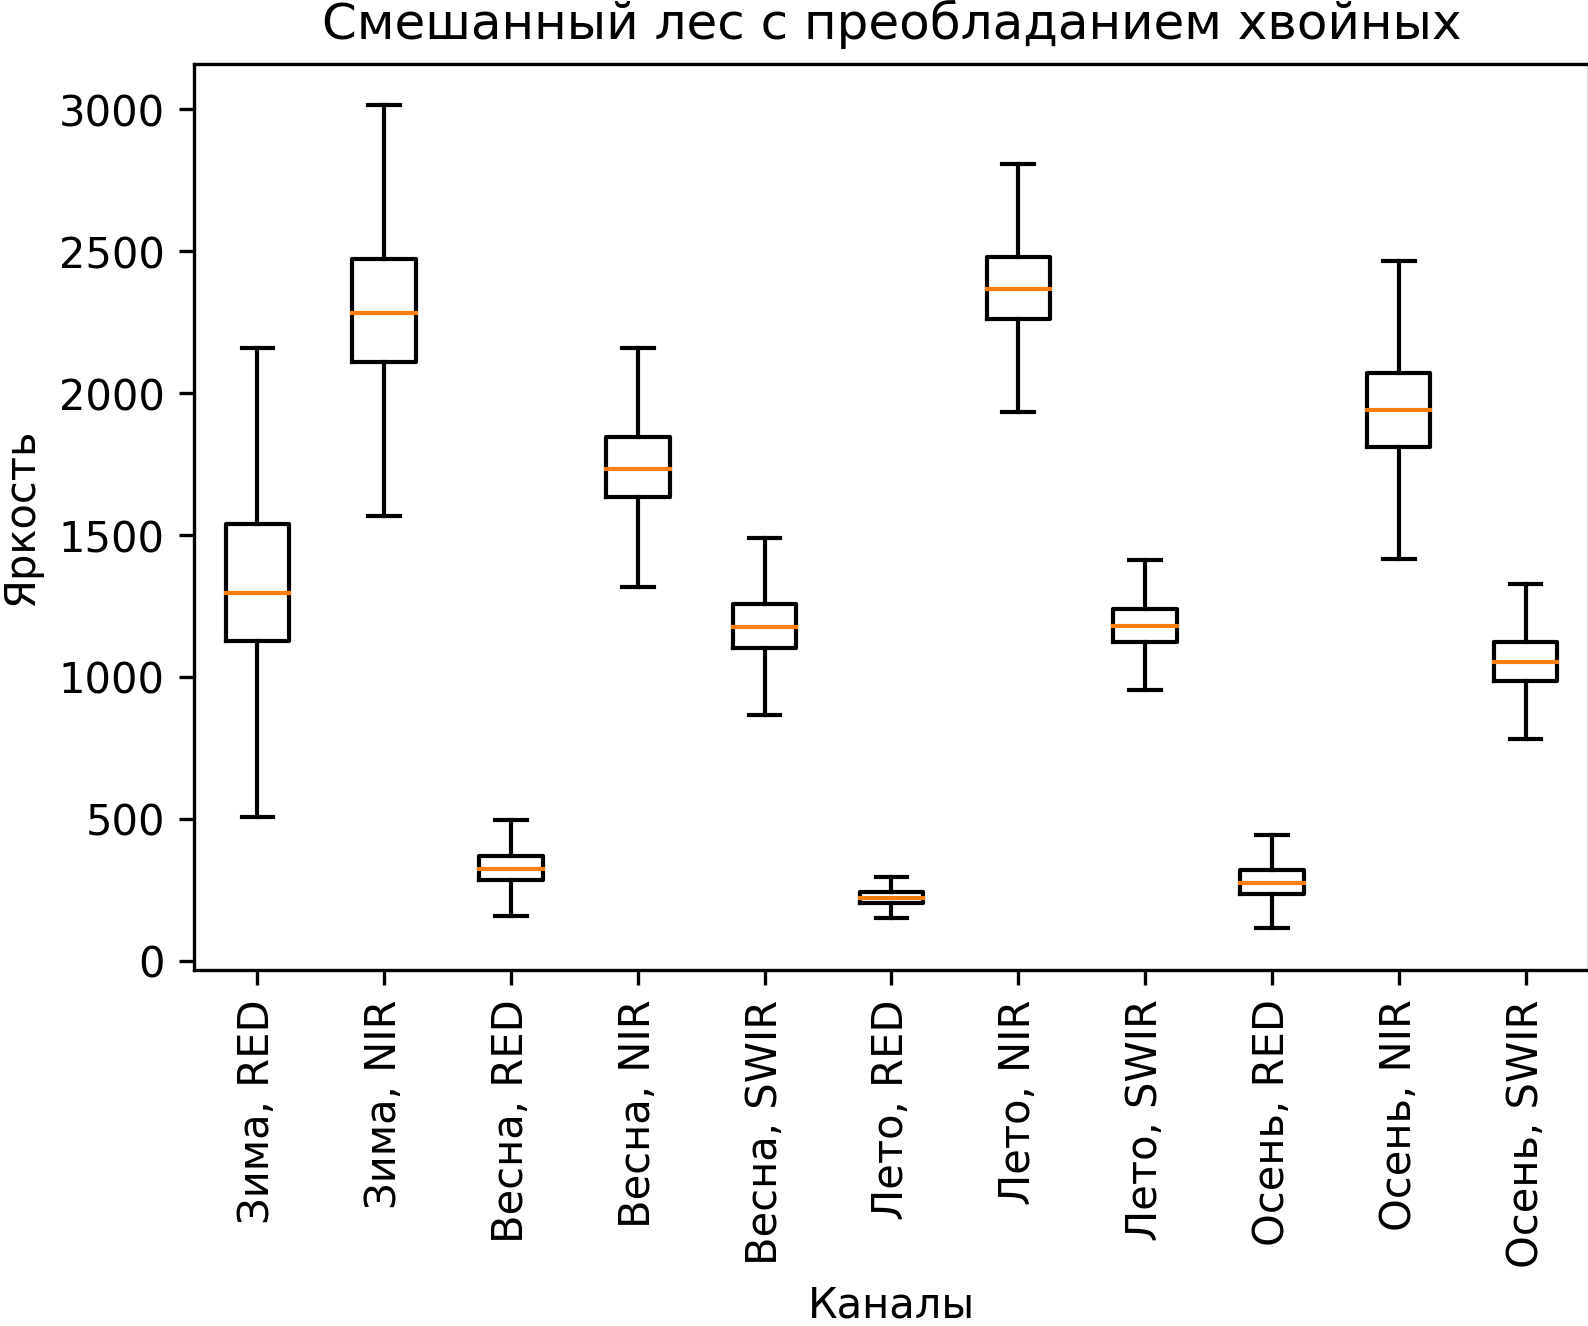 Смешанный лес с преобладанием хвойных
3000
2500
2000
1500
1000
500
0
Яркость
Зима, RED
Зима, NIR
Весна, RED
Весна, NIR
Весна, SWIR
Лето, RED
Лето, NIR
Лето, SWIR
Осень, RED
Осень, NIR
Осень, SWIR
Каналы